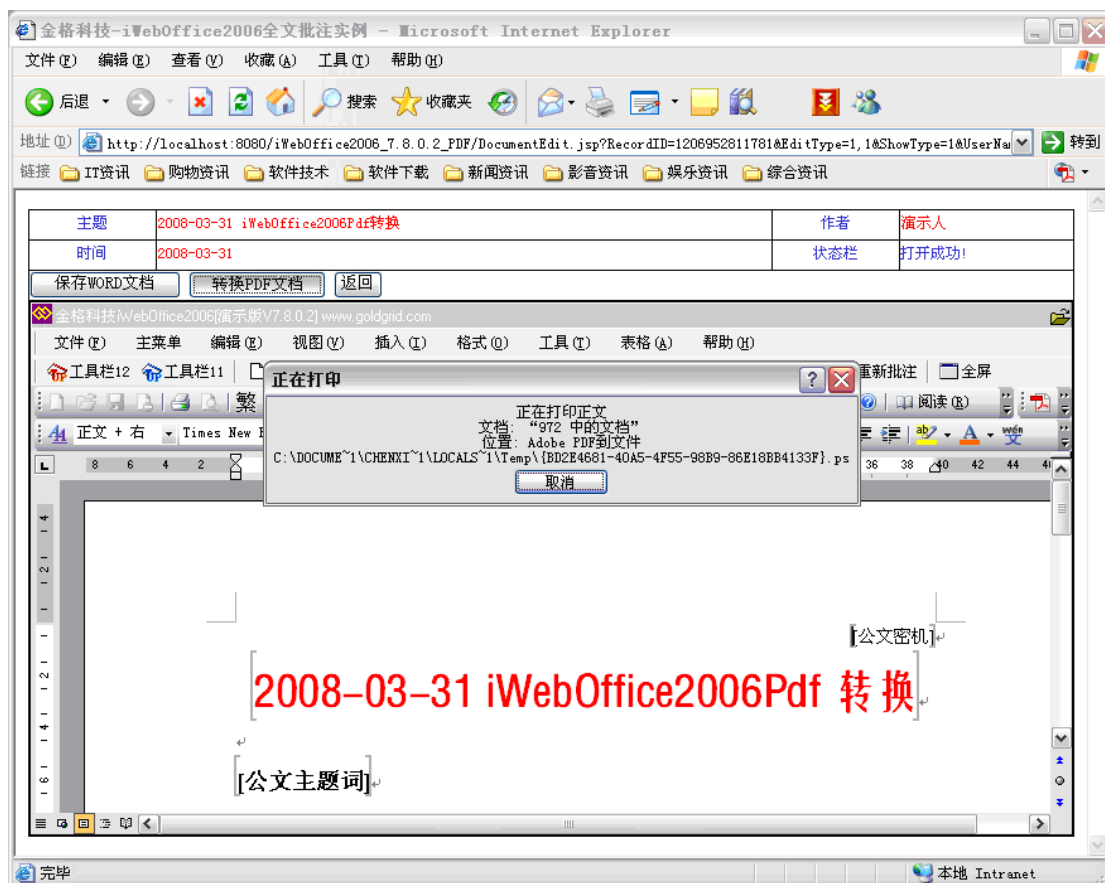 金格科技-iWebOffice2006全文批注实例 - Microsoft Internet Explorer
文件(F) 编辑(E) 查看(V) 收藏(A) 工具(T) 帮助(H)
后退 搜索 收藏夹
地址(D) http://localhost:8080/iWebOffice2006_7.8.0.2_PDF/DocumentEdit.jsp?RecordID=1206952811781&EditType=1,1&ShowType=1&UserNa 转到
链接 IT资讯 购物资讯 软件技术 软件下载 新闻资讯 影音资讯 娱乐资讯 综合资讯
主题 2008-03-31 iWebOffice2006Pdf转换 作者 演示人
时间 2008-03-31 状态栏 打开成功!
保存WORD文档 转换PDF文档 返回
金格科技iWebOffice2006[演示版V7.8.0.2] www.goldgrid.com
文件(F) 主菜单 编辑(E) 视图(V) 插入(I) 格式(O) 工具(T) 表格(A) 帮助(H)
工具栏12 工具栏11 重新批注 全屏
繁 阅读(R)
正文 + 右 Times New
8 6 4 2 36 38 40 42 44
正在打印
正在打印正文
文档: “972 中的文档”
位置: Adobe PDF到文件
C:\DOCUME~1\CHENXI~1\LOCALS~1\Temp\{BD2E4681-40A5-4F55-98B9-86E18BB4133F}.ps
取消
[公文密机]
2008-03-31 iWebOffice2006Pdf 转换
[公文主题词]
完毕 本地 Intranet